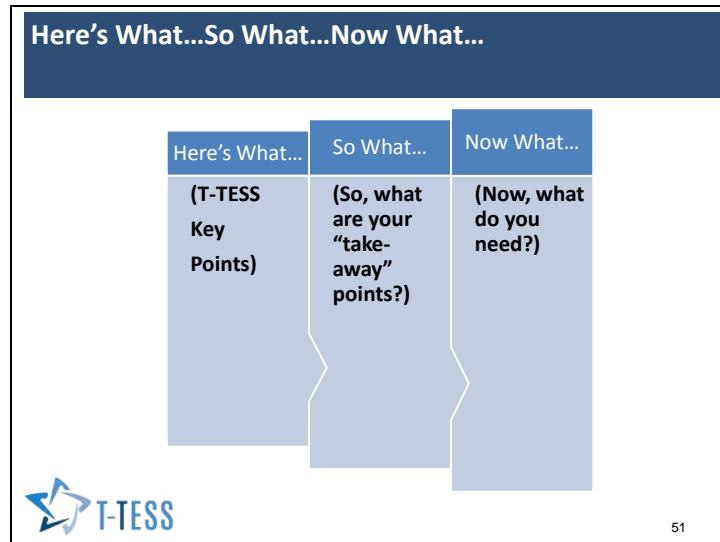 Here’s What…So What…Now What…
Here’s What…
(T-TESS
Key
Points)
So What…
(So, what
are your
“take-
away”
points?)
Now What…
(Now, what
do you
need?)
T-TESS
51